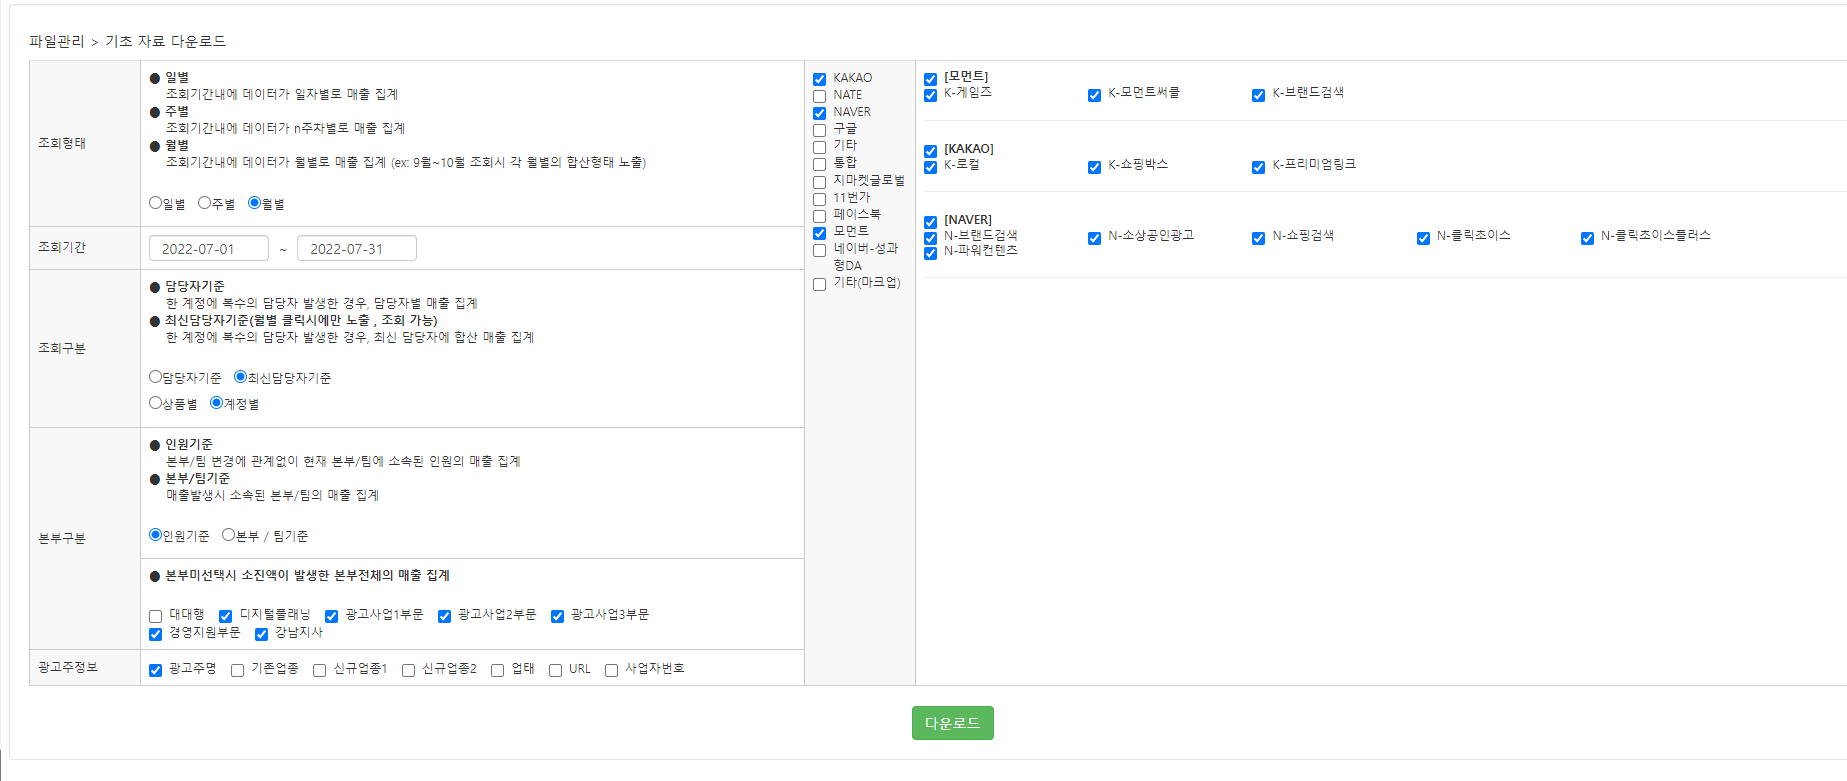 파일관리 > 기초 자료 다운로드
조회형태
● 일별
조회기간내에 데이터가 일자별로 매출 집계
● 주별
조회기간내에 데이터가 n주차별로 매출 집계
● 월별
조회기간내에 데이터가 월별로 매출 집계 (ex: 9월~10월 조회시 각 월별의 합산형태 노출)
일별 주별 월별
조회기간
2022-07-01 ~ 2022-07-31
조회구분
● 담당자기준
한 계정에 복수의 담당자 발생한 경우, 담당자별 매출 집계
● 최신담당자기준(월별 클릭시에만 노출 , 조회 가능)
한 계정에 복수의 담당자 발생한 경우, 최신 담당자에 합산 매출 집계
담당자기준 최신담당자기준
상품별 계정별
본부구분
● 인원기준
본부/팀 변경에 관계없이 현재 본부/팀에 소속된 인원의 매출 집계
● 본부/팀기준
매출발생시 소속된 본부/팀의 매출 집계
인원기준 본부 / 팀기준
● 본부미선택시 소진액이 발생한 본부전체의 매출 집계
대대행 디지털플래닝 광고사업1부문 광고사업2부문 광고사업3부문
경영지원부문 강남지사
광고주정보
광고주명 기존업종 신규업종1 신규업종2 업태 URL 사업자번호
KAKAO
NATE
NAVER
구글
기타
통합
지마켓글로벌
11번가
페이스북
모먼트
네이버-성과
형DA
기타(마크업)
[모먼트]
K-게임즈 K-모먼트써클 K-브랜드검색
[KAKAO]
K-로컬 K-쇼핑박스 K-프리미엄링크
[NAVER]
N-브랜드검색 N-소상공인광고 N-쇼핑검색 N-클릭초이스 N-클릭초이스플러스
N-파워컨텐츠
다운로드